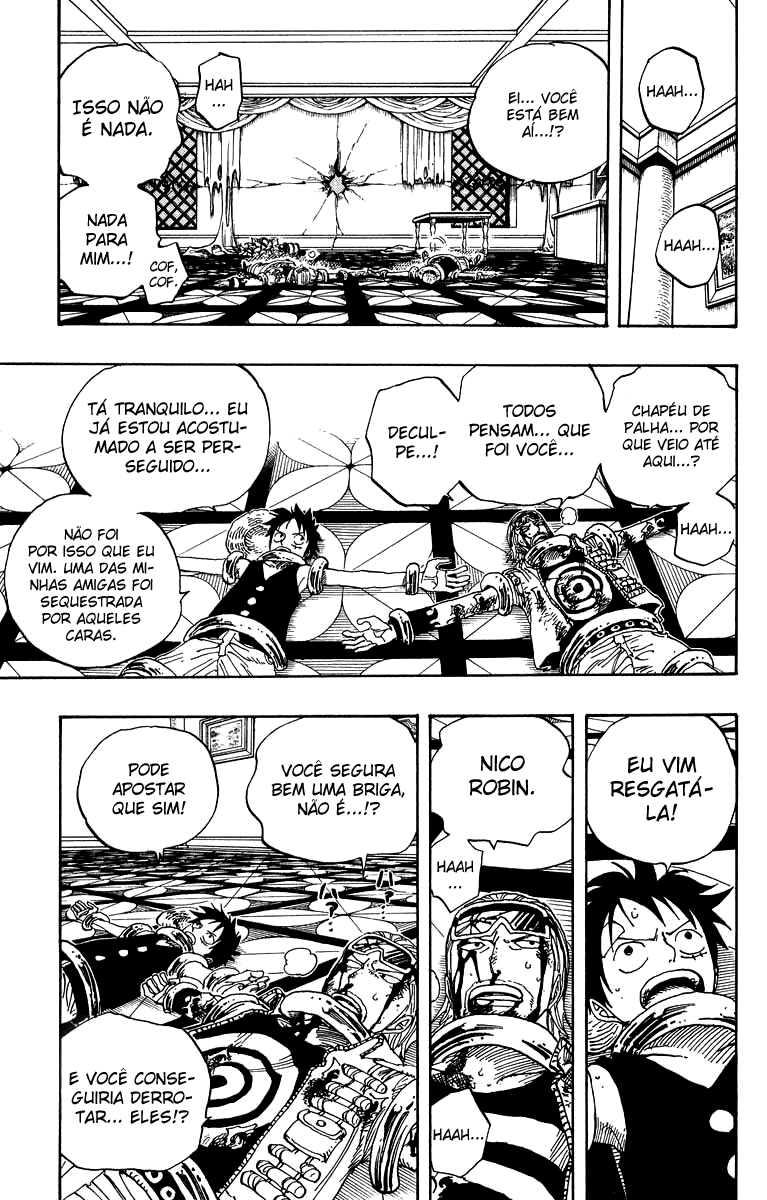 HAAH...
HAAH...
EI... VOCÊ
ESTÁ BEM
AÍ...!?
HAH
...
ISSO NÃO
É NADA.
NADA
PARA
MIM...!
COF,
COF.
CHAPÉU DE
PALHA... POR
QUE VEIO ATÉ
AQUI...?
HAAH...
TODOS
PENSAM... QUE
FOI VOCÊ...
DECUL-
PE...!
TÁ TRANQUILO... EU
JÁ ESTOU ACOSTU-
MADO A SER PER-
SEGUIDO...
NÃO FOI
POR ISSO QUE EU
VIM. UMA DAS MI-
NHAS AMIGAS FOI
SEQUESTRADA
POR AQUELES
CARAS.
EU VIM
RESGATÁ-
LA!
NICO
ROBIN.
HAAH
...
HAAH...
VOCÊ SEGURA
BEM UMA BRIGA,
NÃO É...!?
PODE
APOSTAR
QUE SIM!
E VOCÊ CONSE-
GUIRIA DERRO-
TAR... ELES!?